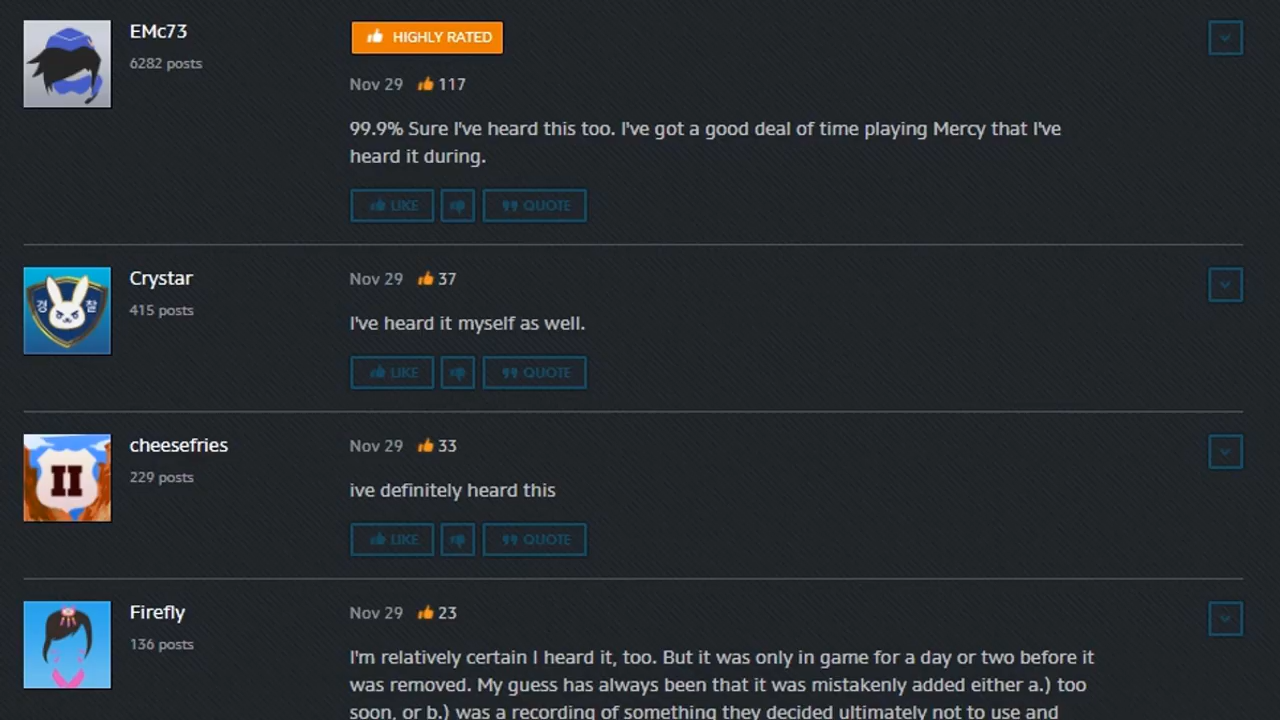 EMc73
6282 posts
HIGHLY RATED
Nov 29 117
99.9% Sure I've heard this too. I've got a good deal of time playing Mercy that I've
heard it during.
LIKE QUOTE
Crystar
415 posts
경 찰
Nov 29 37
I've heard it myself as well.
LIKE QUOTE
cheesefries
229 posts
II
Nov 29 33
ive definitely heard this
LIKE QUOTE
Firefly
136 posts
Nov 29 23
I'm relatively certain I heard it, too. But it was only in game for a day or two before it
was removed. My guess has always been that it was mistakenly added either a.) too
soon, or b.) was a recording of something they decided ultimately not to use and